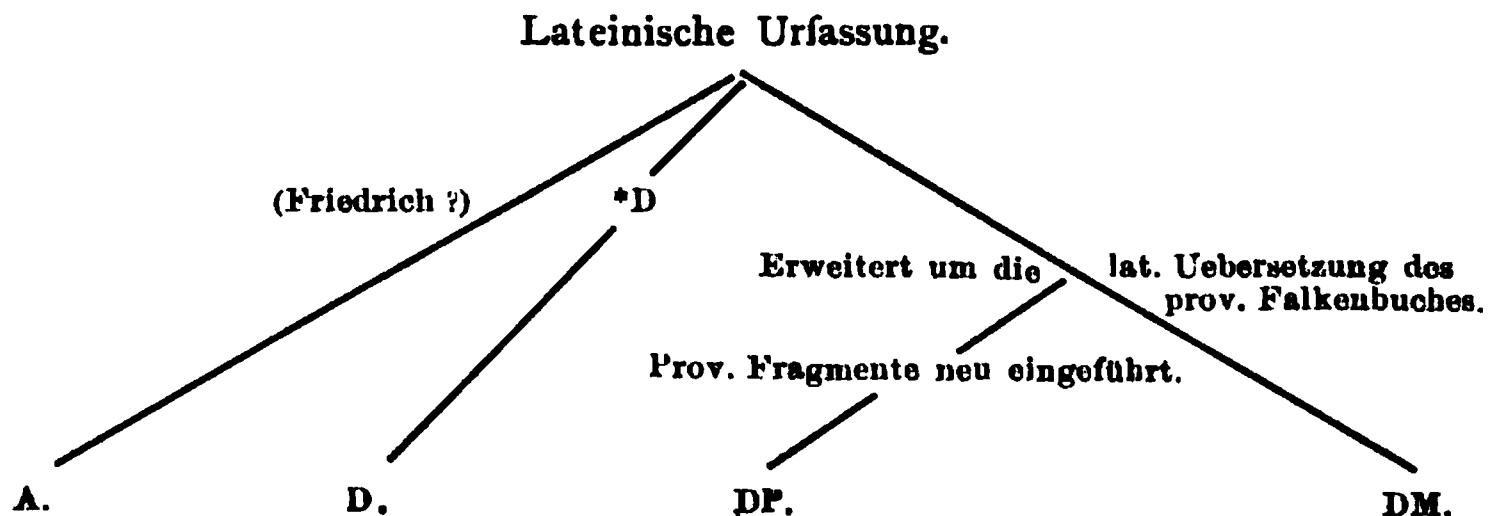 Lateinische Urfassung.
(Friedrich ?)
*D
Erweitert um die lat. Uebersetzung des
prov. Falkenbuches.
Prov. Fragmente neu eingeführt.
A. D. DP. DM.